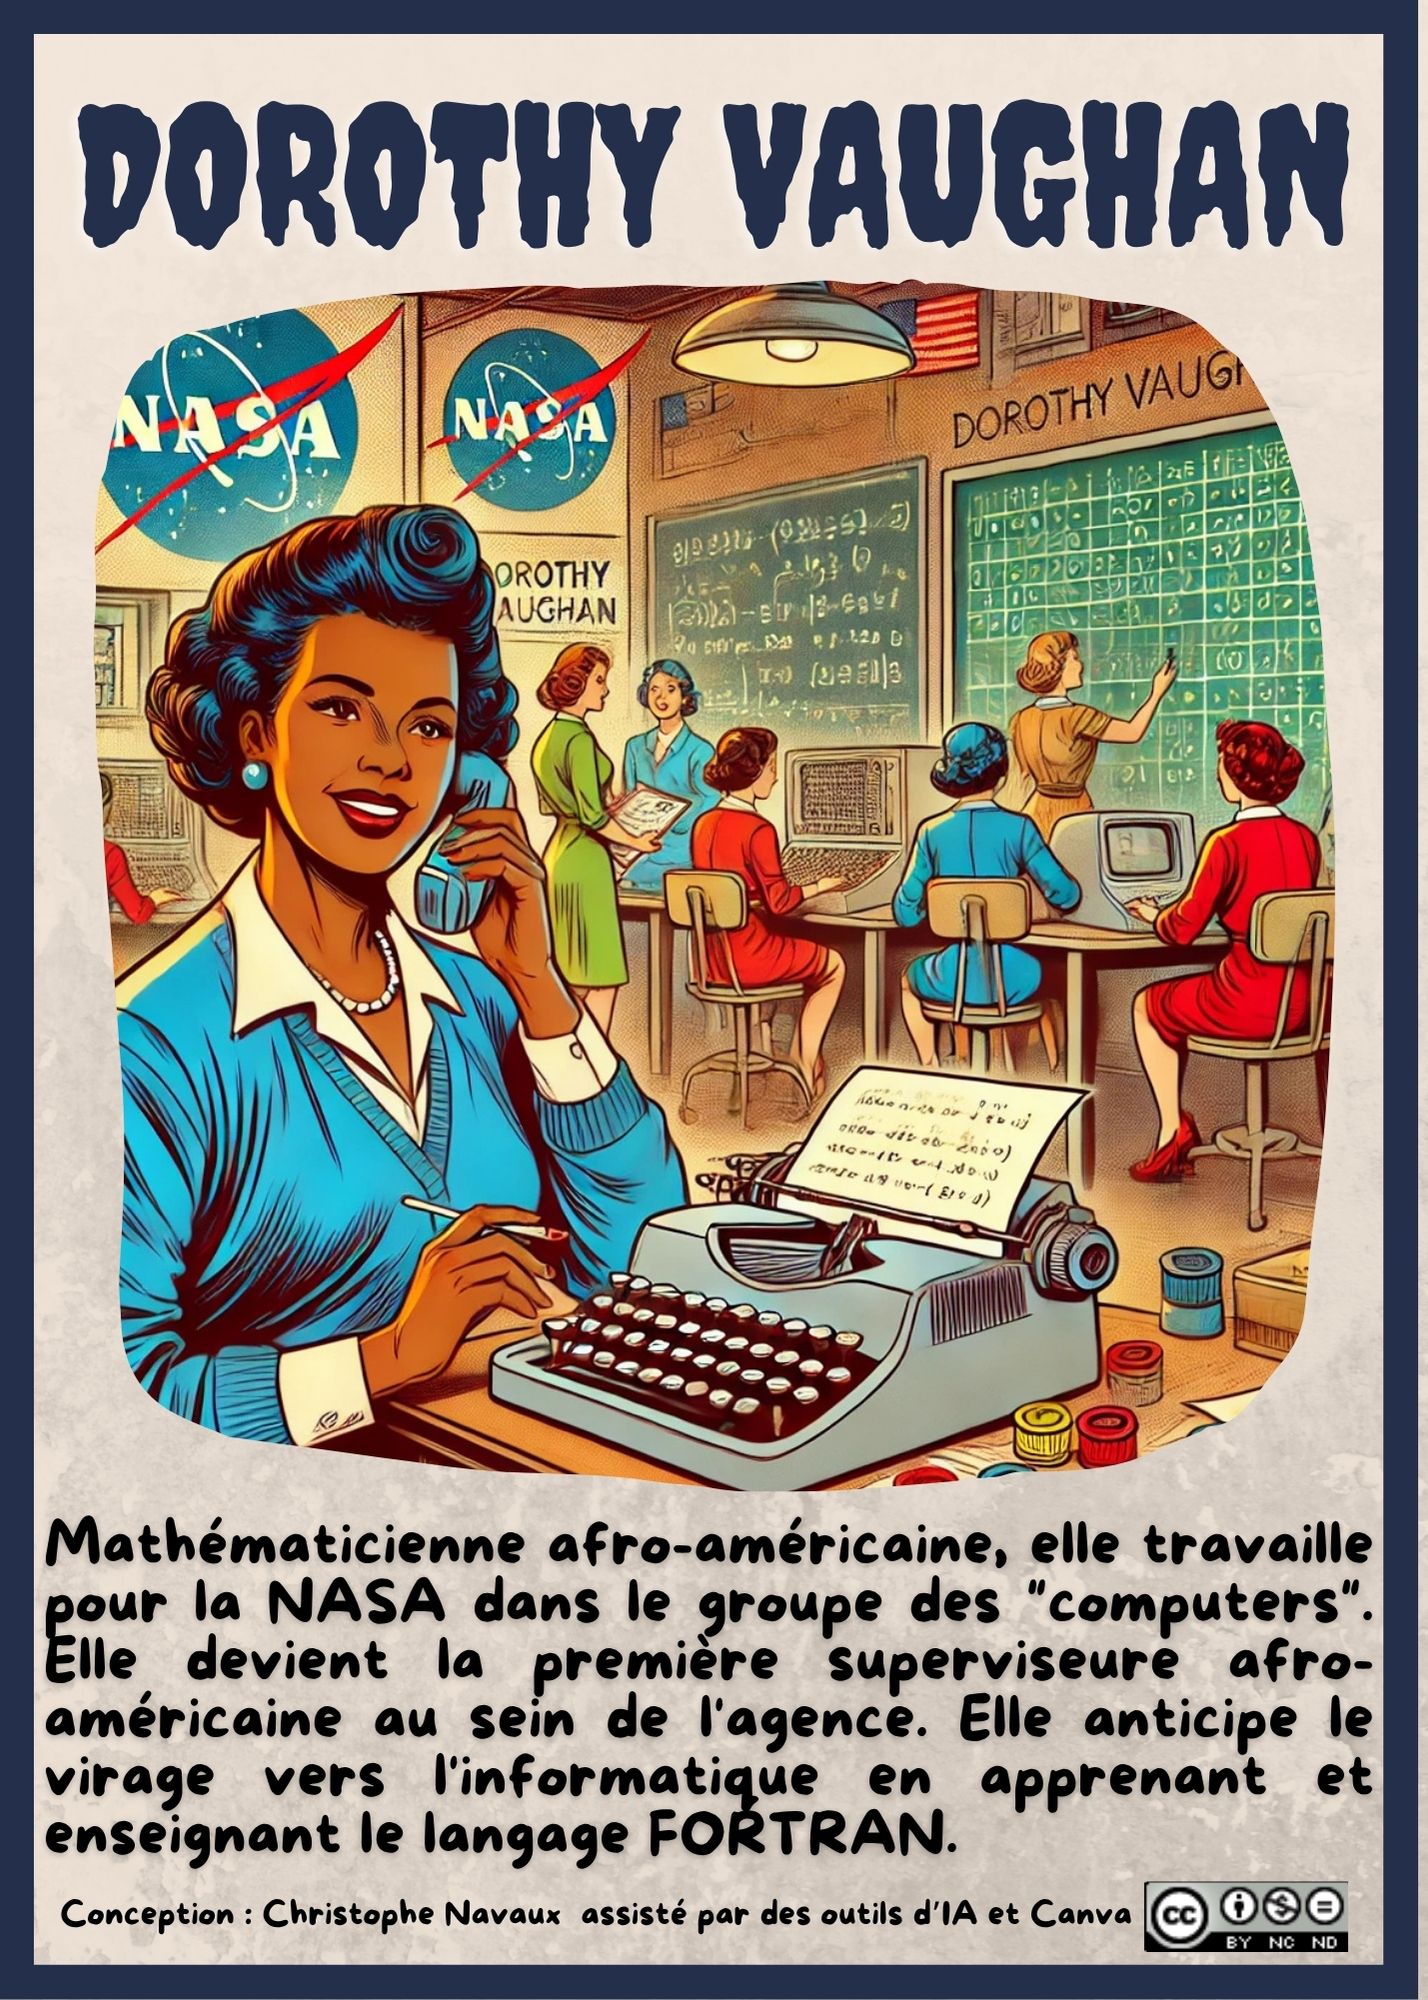 DOROTHY VAUGHAN
NASA
NASA
DOROTHY VAUGH
OROTHY
AUGHAN
Mathématicienne afro-américaine, elle travaille
pour la NASA dans le groupe des "computers".
Elle devient la première superviseure afro-
américaine au sein de l'agence. Elle anticipe le
virage vers l'informatique en apprenant et
enseignant le langage FORTRAN.
Conception : Christophe Navaux assisté par des outils d'IA et Canva
cc
BY NC ND